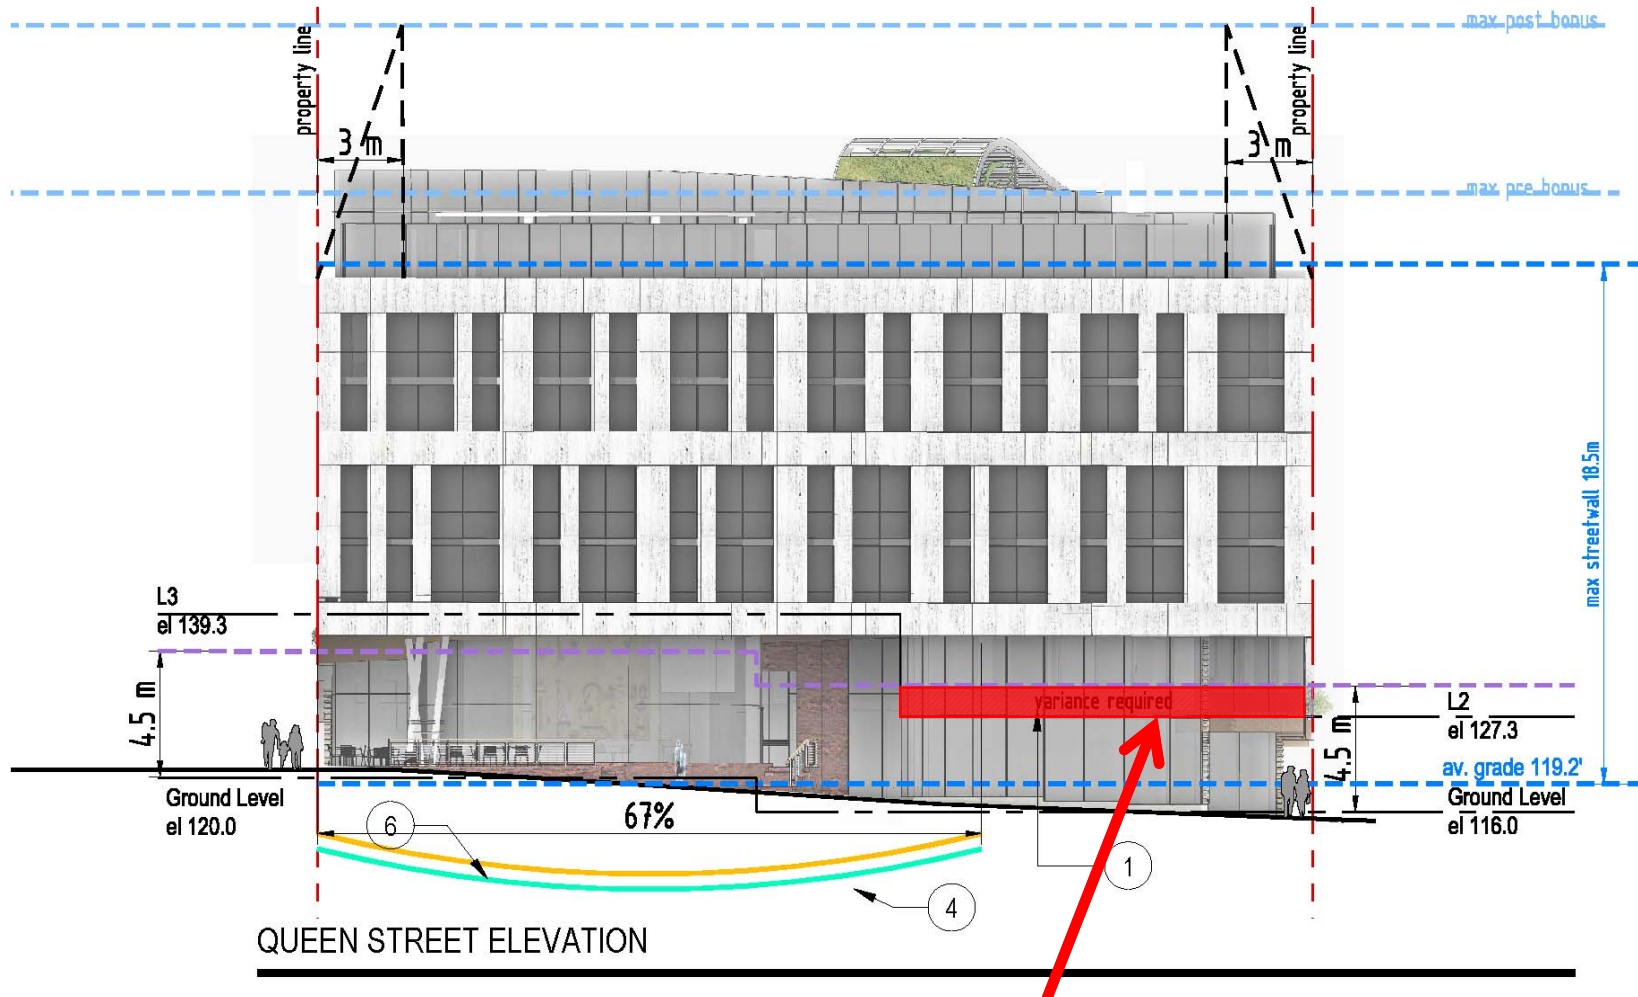 max post bonus
property line
property line
3 m
3 m
max pre bonus
max streetwall 18.5m
L3
el 139.3
4.5 m
variance required
L2
el 127.3
4.5 m
av. grade 119.2'
Ground Level
el 120.0
Ground Level
el 116.0
67%
6
1
4
QUEEN STREET ELEVATION